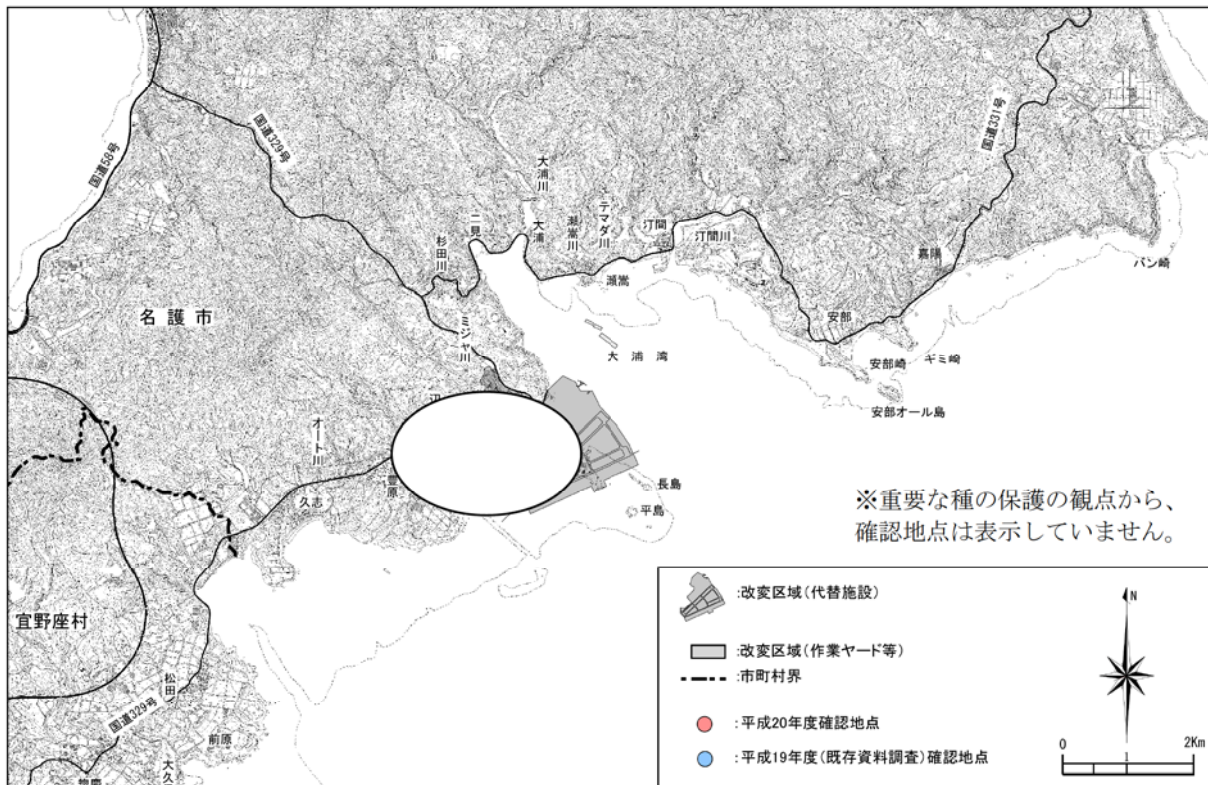 国道58号
国道329号
国道331号
大浦川
二見
杉田川
大浦
瀬嵩川
テマダ川
汀間
汀間川
嘉陽
バン崎
瀬嵩
名護市
ミジャ川
大浦湾
安部
安部崎
ギミ崎
安部オール島
オート川
久志
豊原
長島
平島
※重要な種の保護の観点から、
確認地点は表示していません。
宜野座村
松田
国道329号
前原
:改変区域(代替施設)
:改変区域(作業ヤード等)
:市町村界
:平成20年度確認地点
:平成19年度(既存資料調査)確認地点
N
0
1
2Km